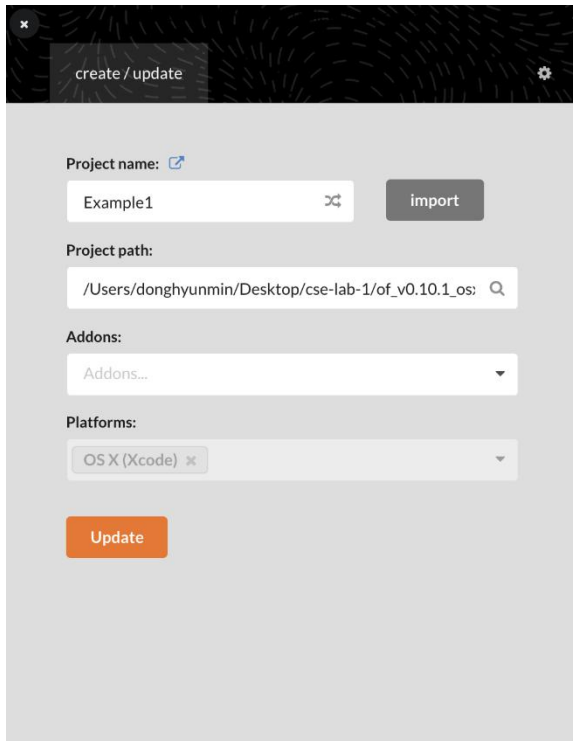 create / update
Project name:
Example1
import
Project path:
/Users/donghyunmin/Desktop/cse-lab-1/of_v0.10.1_os
Addons:
Addons...
Platforms:
OS X (Xcode)
Update